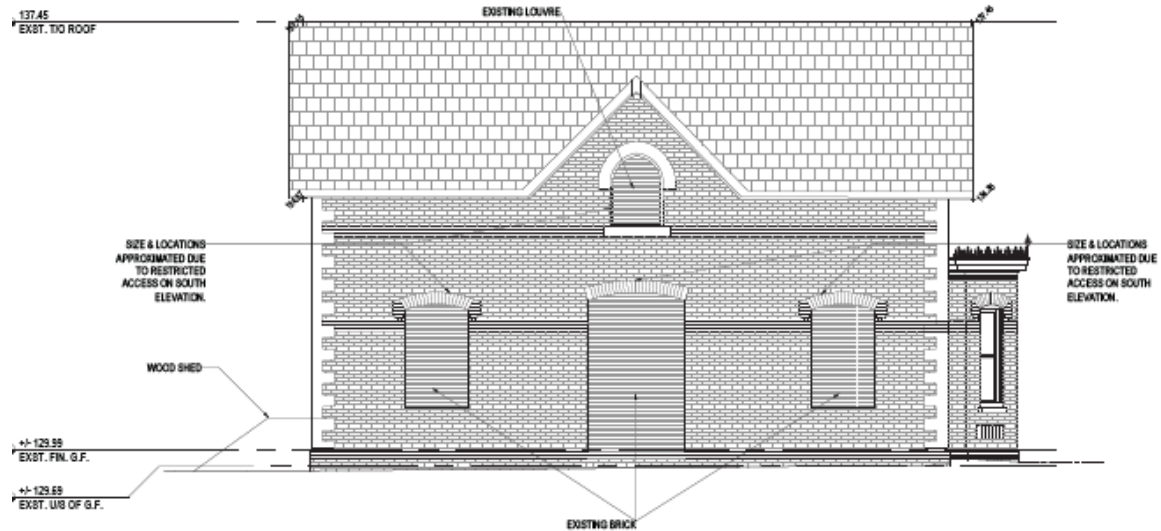 137.45
EXST. T/O ROOF
EXISTING LOUVRE
SIZE & LOCATIONS
APPROXIMATED DUE
TO RESTRICTED
ACCESS ON SOUTH
ELEVATION.
SIZE & LOCATIONS
APPROXIMATED DUE
TO RESTRICTED
ACCESS ON SOUTH
ELEVATION.
WOOD SHED
+/- 129.99
EXST. FIN. G.F.
+/- 129.69
EXST. U/S OF G.F.
EXISTING BRICK